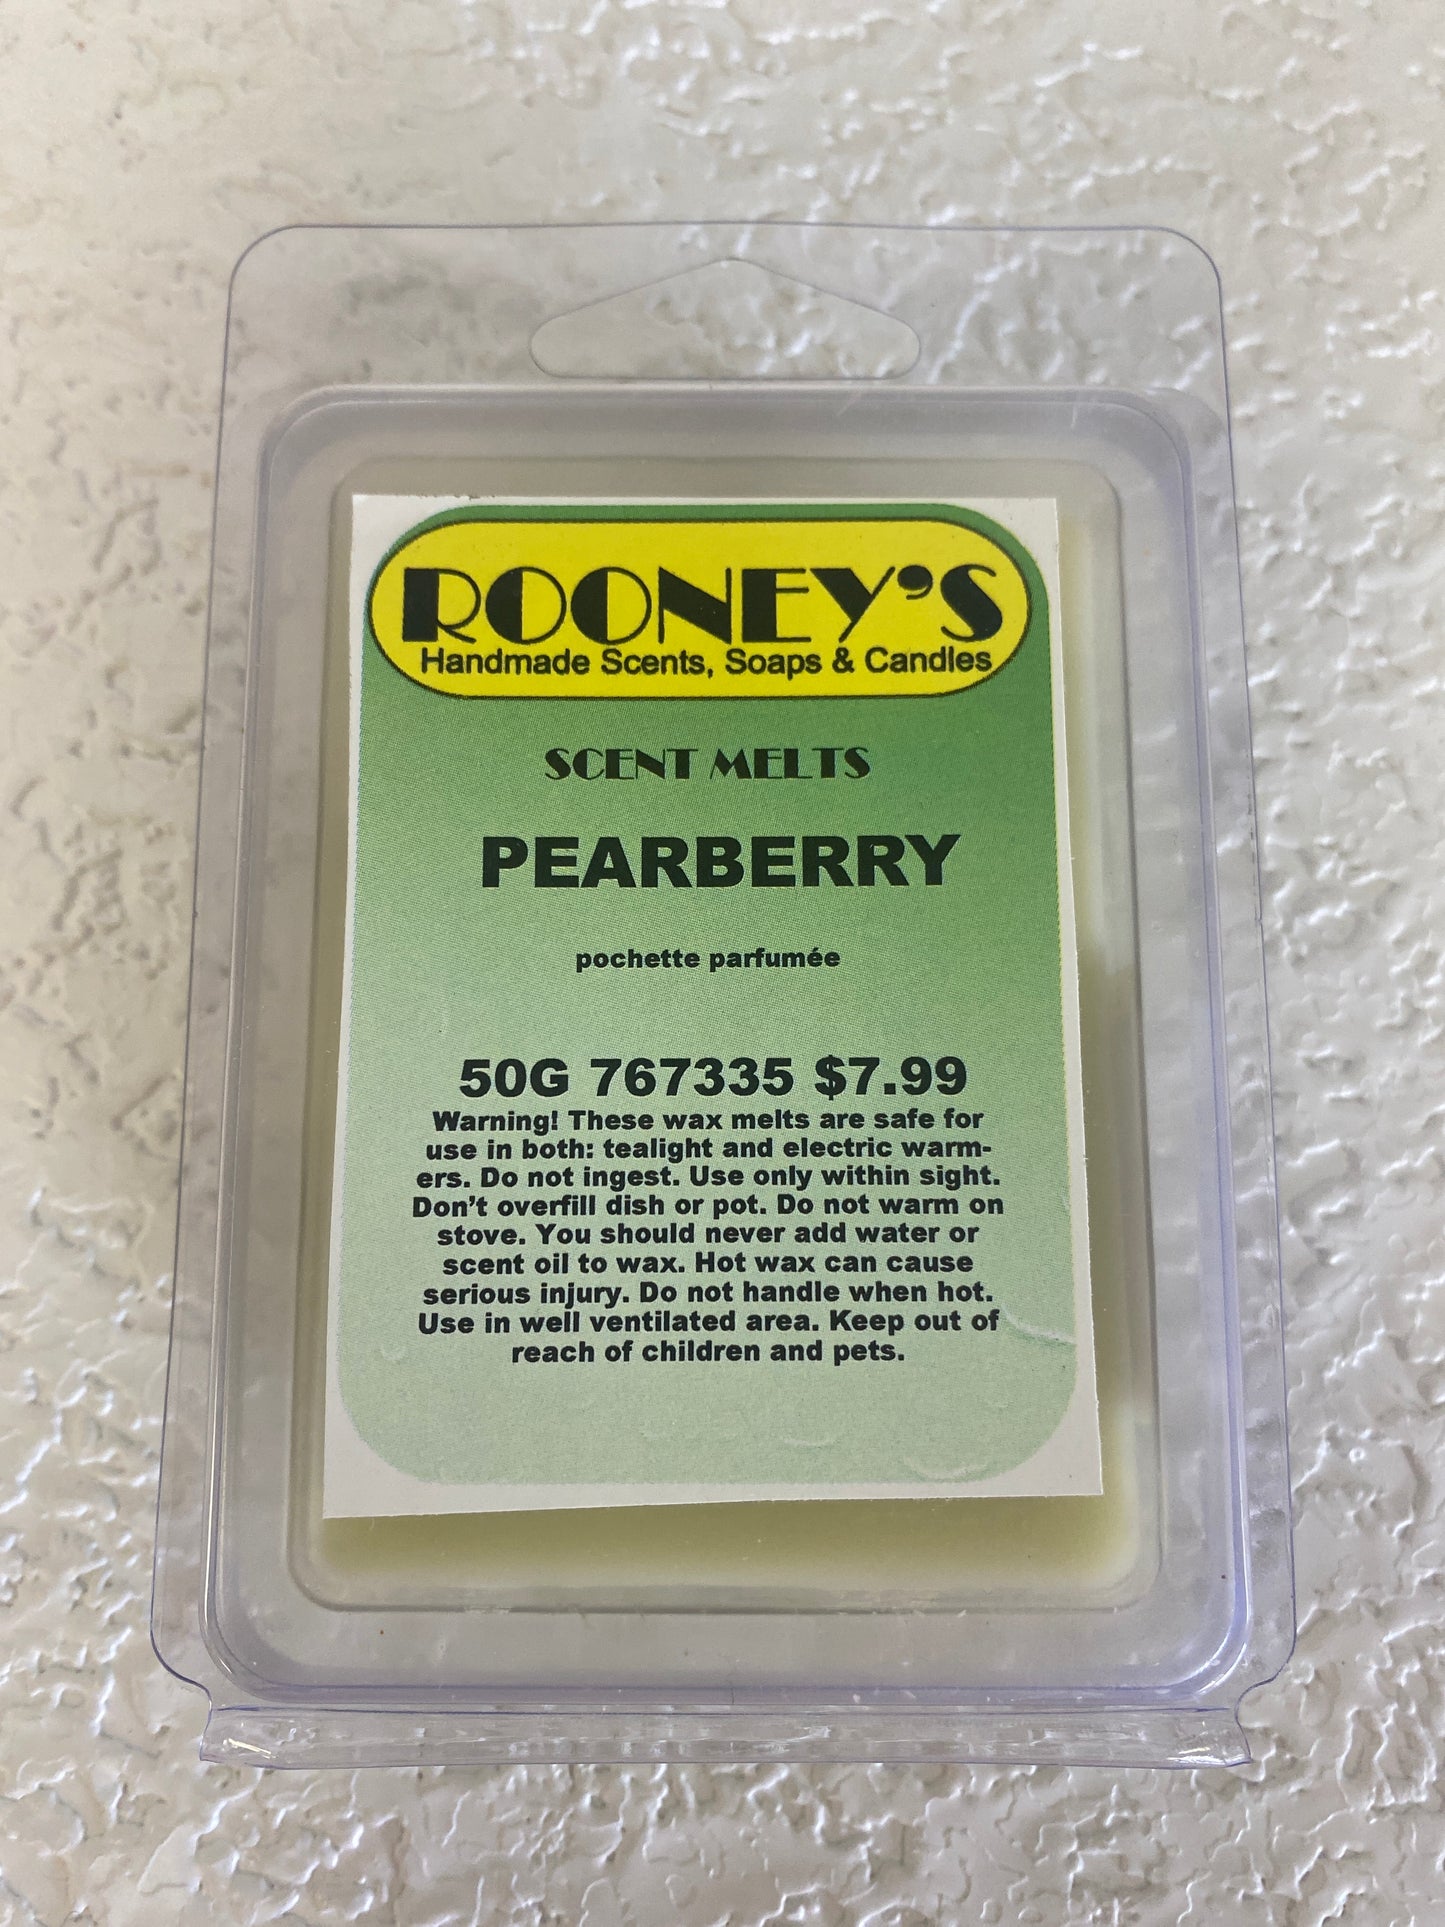 ROONEY'S
Handmade Scents, Soaps & Candles
SCENT MELTS
PEARBERRY
pochette parfumée
50G 767335 $7.99
Warning! These wax melts are safe for
use in both: tealight and electric warm-
ers. Do not ingest. Use only within sight.
Don't overfill dish or pot. Do not warm on
stove. You should never add water or
scent oil to wax. Hot wax can cause
serious injury. Do not handle when hot.
Use in well ventilated area. Keep out of
reach of children and pets.